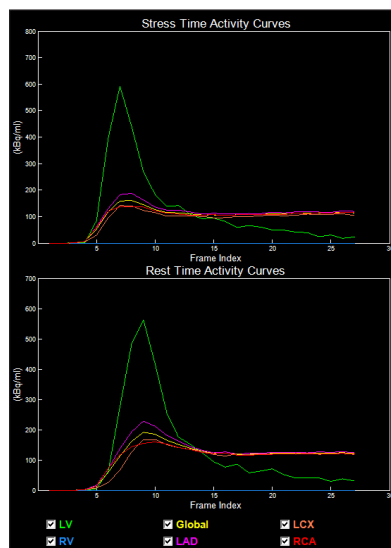 Stress Time Activity Curves
800
700
600
500
400
300
200
100
0
(kBq/ml)
5 10 15 20 25 30
Frame Index
Rest Time Activity Curves
700
600
500
400
300
200
100
0
(kBq/ml)
5 10 15 20 25 30
Frame Index
LV Global LCX
RV LAD RCA